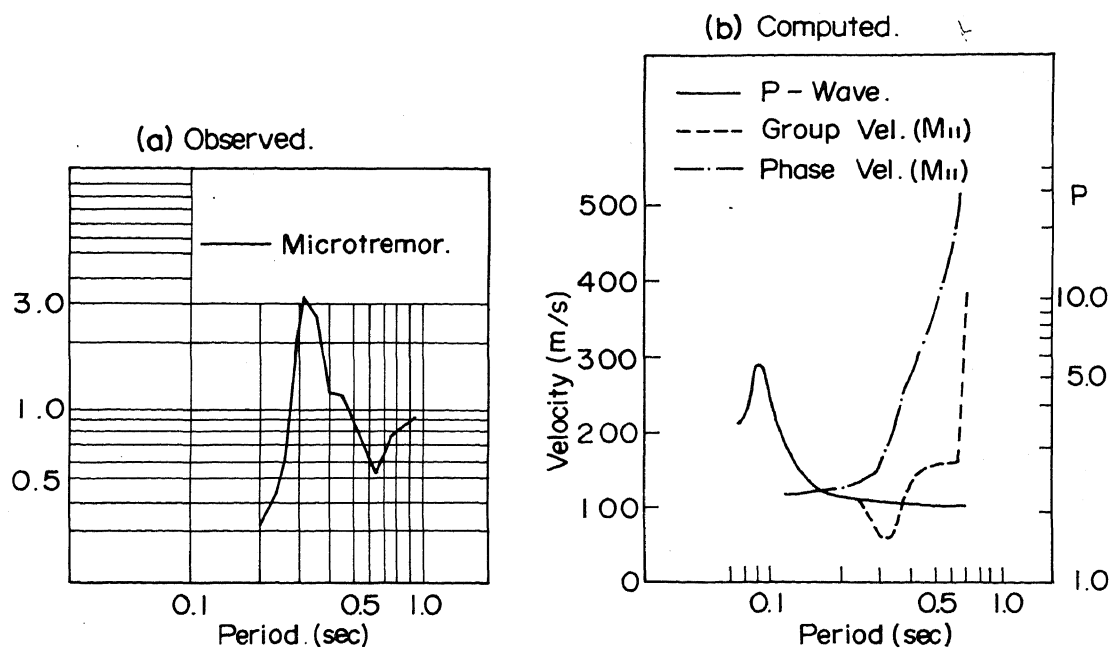 (a) Observed.
Microtremor.
3.0
1.0
0.5
0.1 0.5 1.0
Period.(sec)
(b) Computed.
P-Wave.
Group Vel.(M11)
Phase Vel.(M11)
Velocity (m/s)
500
400
300
200
100
0
P
10.0
5.0
1.0
0.1 0.5 1.0
Period (sec)